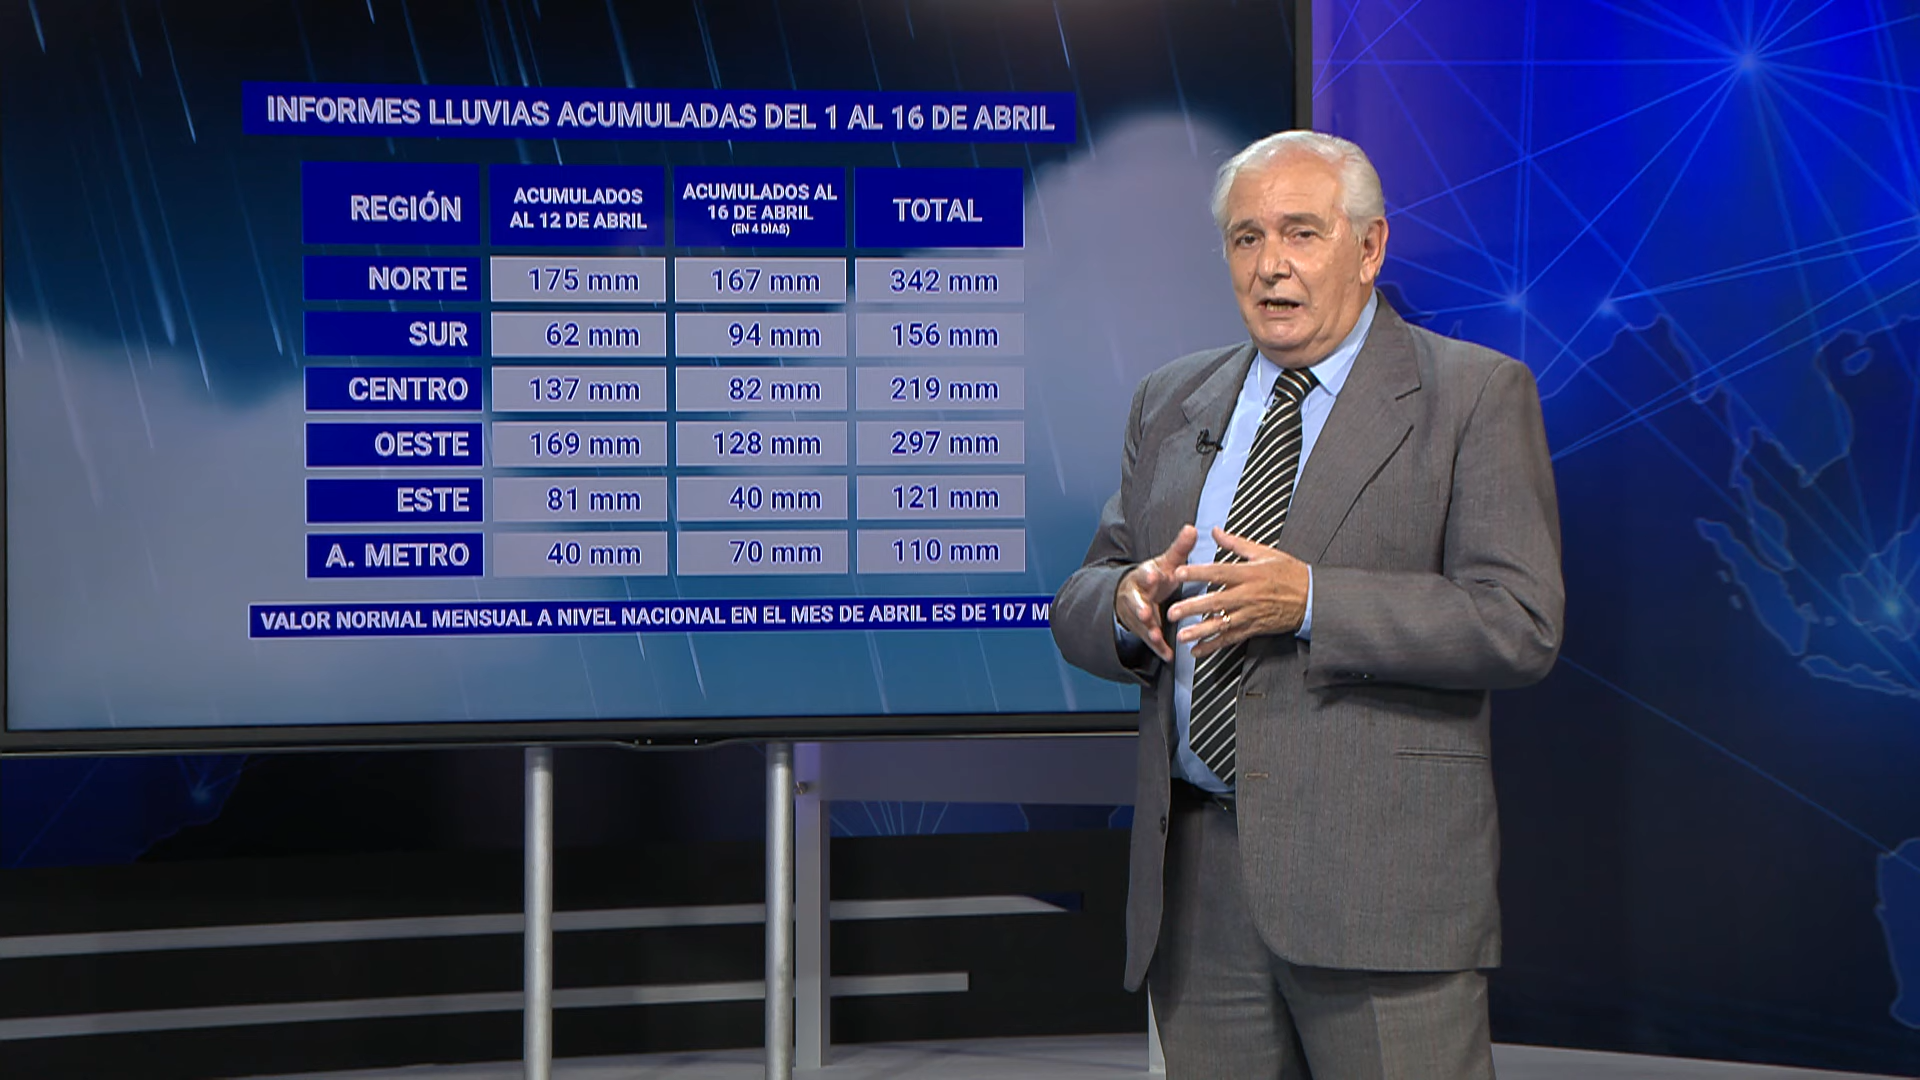 INFORMES LLUVIAS ACUMULADAS DEL 1 AL 16 DE ABRIL
REGIÓN ACUMULADOS AL 12 DE ABRIL ACUMULADOS AL 16 DE ABRIL (EN 4 DÍAS) TOTAL
NORTE 175 mm 167 mm 342 mm
SUR 62 mm 94 mm 156 mm
CENTRO 137 mm 82 mm 219 mm
OESTE 169 mm 128 mm 297 mm
ESTE 81 mm 40 mm 121 mm
A. METRO 40 mm 70 mm 110 mm
VALOR NORMAL MENSUAL A NIVEL NACIONAL EN EL MES DE ABRIL ES DE 107 M